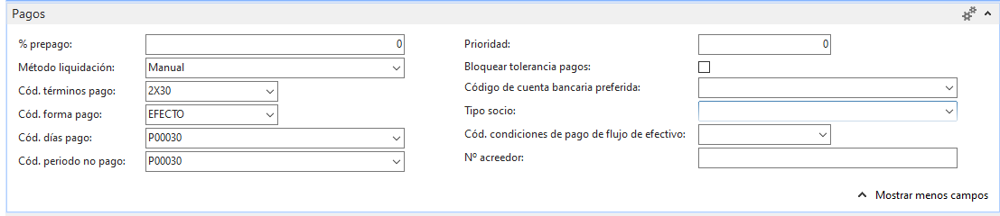 Pagos
% prepago: 0
Método liquidación: Manual
Cód. términos pago: 2X30
Cód. forma pago: EFECTO
Cód. días pago: P00030
Cód. periodo no pago: P00030
Prioridad: 0
Bloquear tolerancia pagos:
Código de cuenta bancaria preferida:
Tipo socio:
Cód. condiciones de pago de flujo de efectivo:
Nº acreedor:
Mostrar menos campos